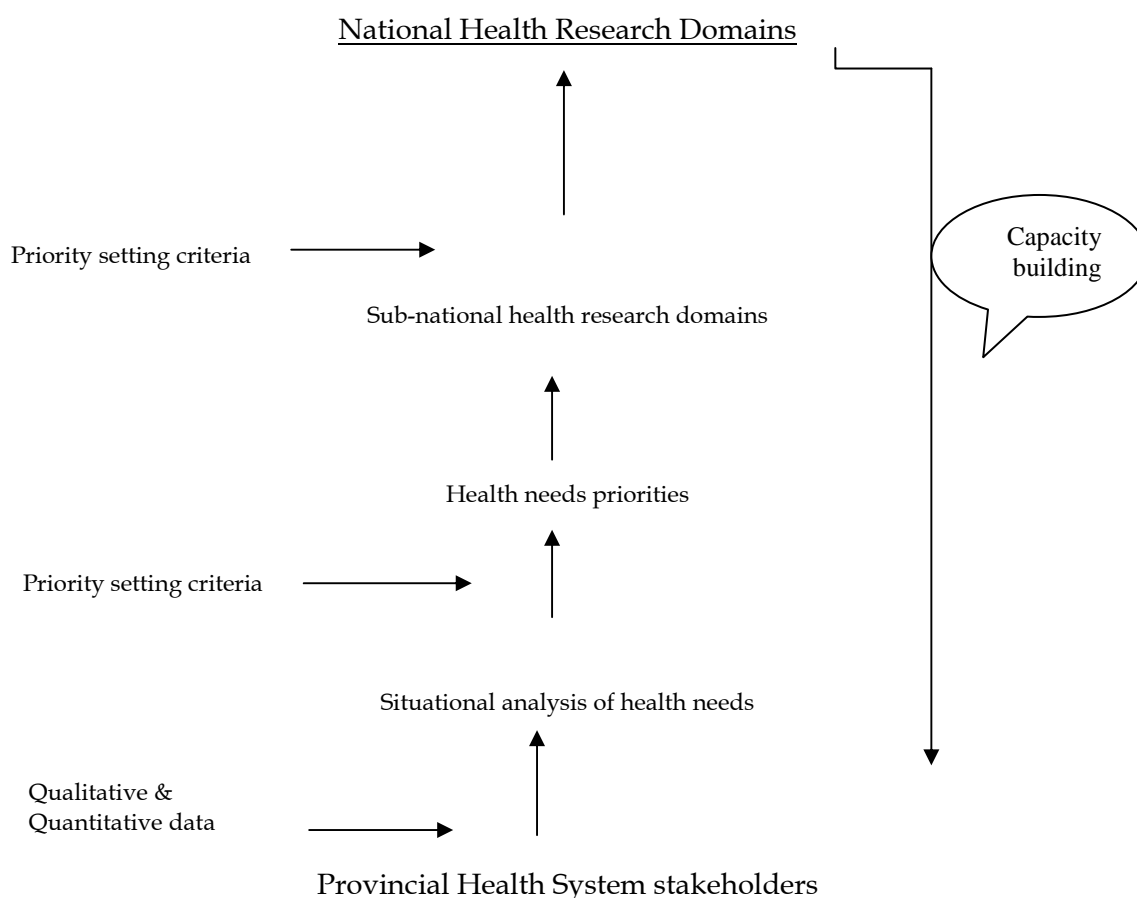 National Health Research Domains
Priority setting criteria
Capacity
building
Sub-national health research domains
Health needs priorities
Priority setting criteria
Situational analysis of health needs
Qualitative &
Quantitative data
Provincial Health System stakeholders